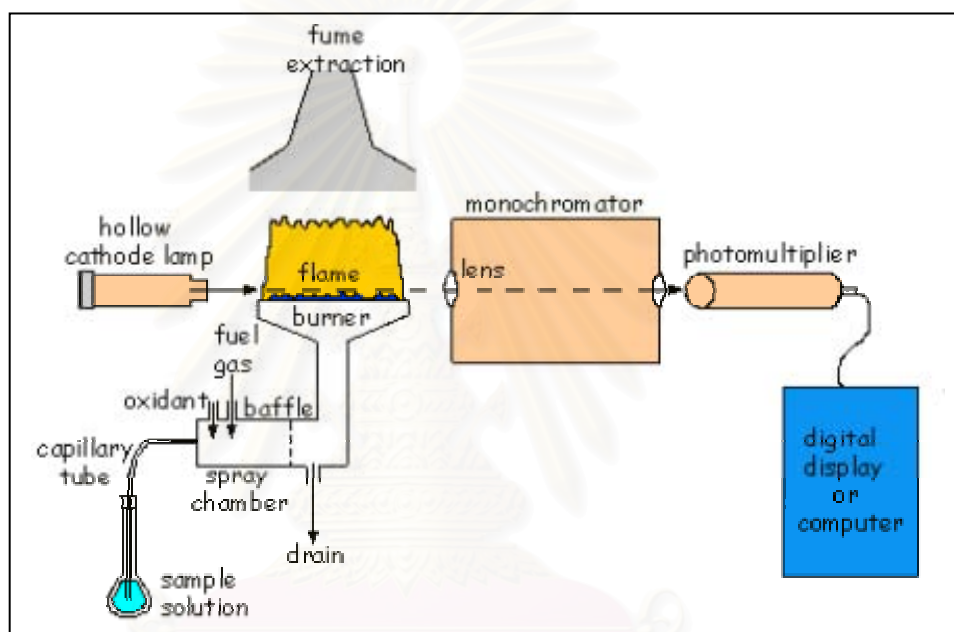 fume
extraction
hollow
cathode lamp
flame
burner
monochromator
lens
photomultiplier
fuel
gas
oxidant
baffle
capillary
tube
spray
chamber
drain
sample
solution
digital
display
or
computer